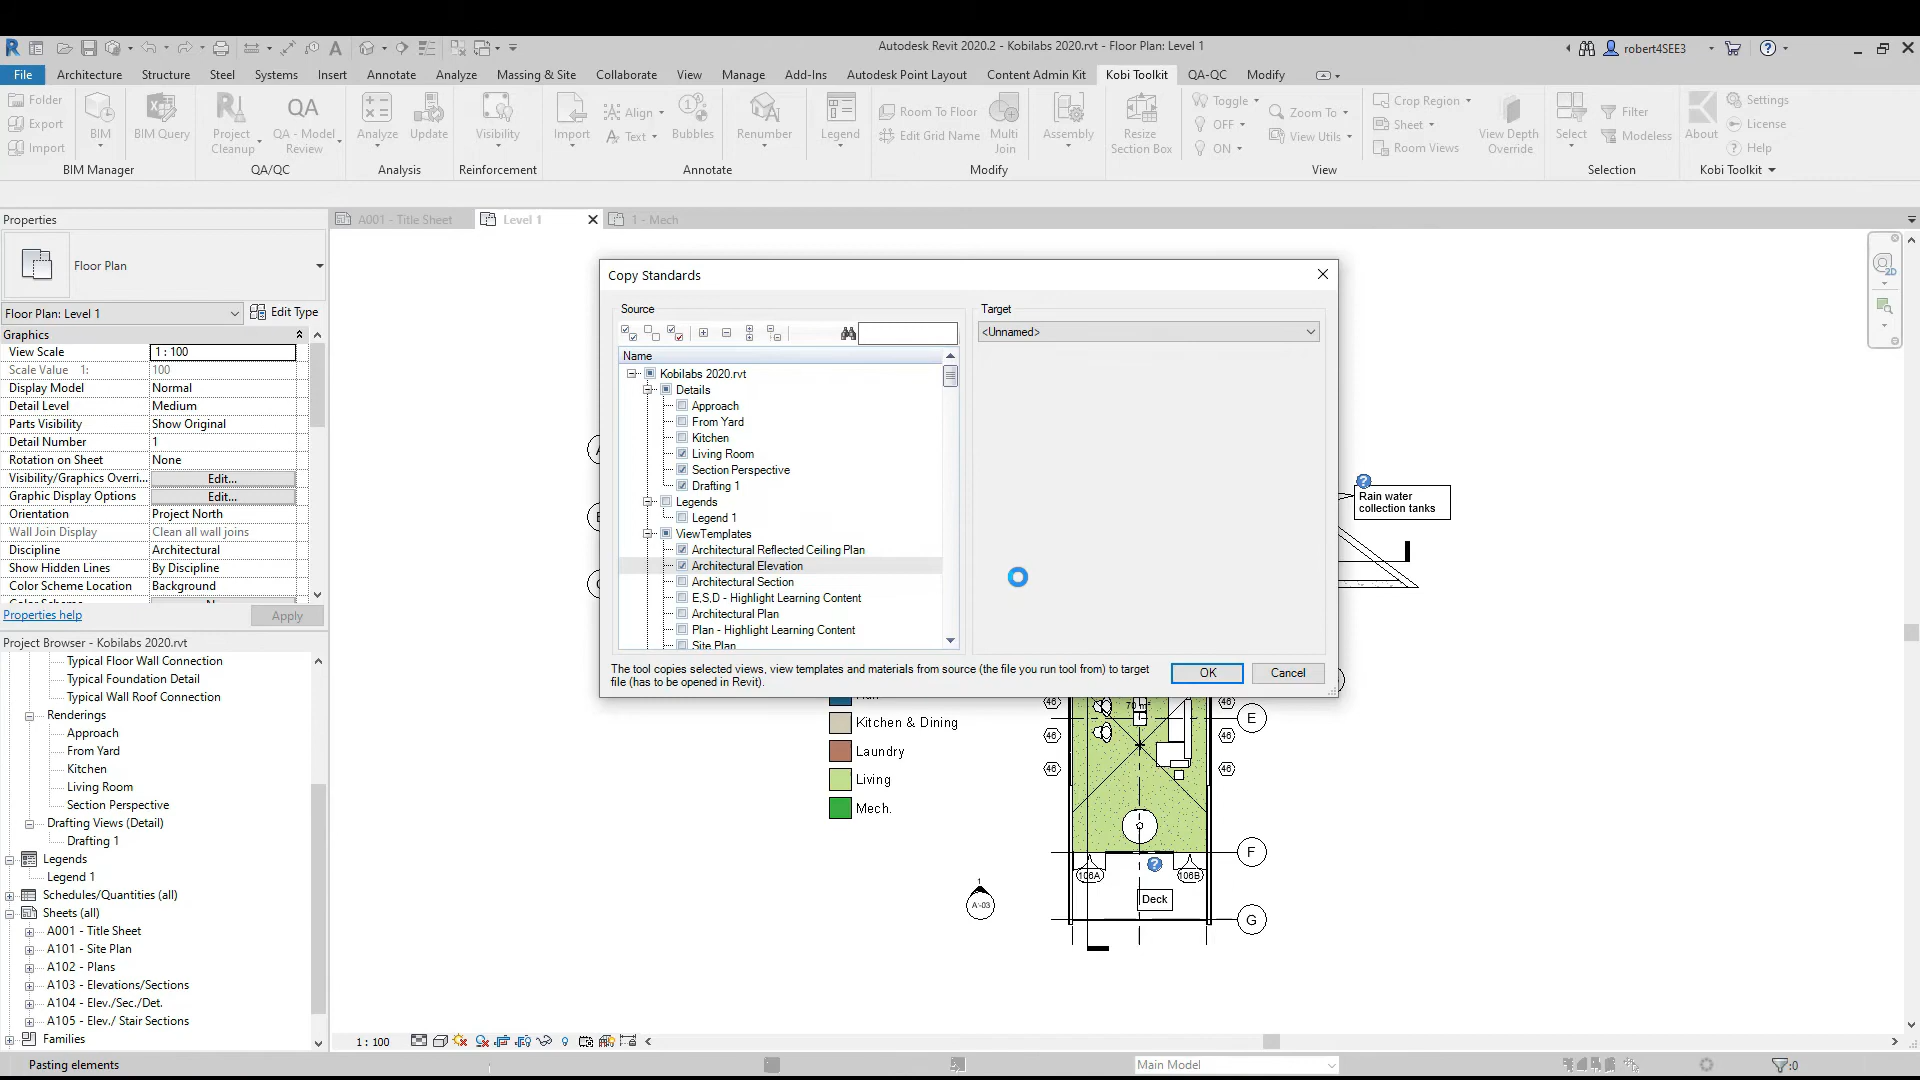 Autodesk Revit 2020.2 - Kobilabs 2020.rvt - Floor Plan: Level 1
robert4SEE3
File
Architecture
Structure
Steel
Systems
Insert
Annotate
Analyze
Massing & Site
Collaborate
View
Manage
Add-Ins
Autodesk Point Layout
Content Admin Kit
Kobi Toolkit
QA-QC
Modify
Folder
Export
Import
BIM
BIM Query
Project
Cleanup
QA - Model
Review
Analyze
Update
Visibility
Import
Align
Text
Bubbles
Renumber
Legend
Room To Floor
Edit Grid Name
Multi
Join
Assembly
Resize
Section Box
Toggle
OFF
ON
Zoom To
View Utils
Crop Region
Sheet
Room Views
View Depth
Override
Select
Filter
Modeless
About
Settings
License
Help
BIM Manager
QA/QC
Analysis
Reinforcement
Annotate
Modify
View
Selection
Kobi Toolkit
Properties
A001 - Title Sheet
Level 1
1 - Mech
Floor Plan
Floor Plan: Level 1
Edit Type
Graphics
View Scale
1 : 100
Scale Value 1:
100
Display Model
Normal
Detail Level
Medium
Parts Visibility
Show Original
Detail Number
1
Rotation on Sheet
None
Visibility/Graphics Overri...
Edit...
Graphic Display Options
Edit...
Orientation
Project North
Wall Join Display
Clean all wall joins
Discipline
Architectural
Show Hidden Lines
By Discipline
Color Scheme Location
Background
Properties help
Apply
Project Browser - Kobilabs 2020.rvt
Typical Floor Wall Connection
Typical Foundation Detail
Typical Wall Roof Connection
Renderings
Approach
From Yard
Kitchen
Living Room
Section Perspective
Drafting Views (Detail)
Drafting 1
Legends
Legend 1
Schedules/Quantities (all)
Sheets (all)
A001 - Title Sheet
A101 - Site Plan
A102 - Plans
A103 - Elevations/Sections
A104 - Elev./Sec./Det.
A105 - Elev./ Stair Sections
Families
Copy Standards
Source
Target
<Unnamed>
Name
Kobilabs 2020.rvt
Details
Approach
From Yard
Kitchen
Living Room
Section Perspective
Drafting 1
Legends
Legend 1
ViewTemplates
Architectural Reflected Ceiling Plan
Architectural Elevation
Architectural Section
E,S,D - Highlight Learning Content
Architectural Plan
Plan - Highlight Learning Content
Site Plan
The tool copies selected views, view templates and materials from source (the file you run tool from) to target
file (has to be opened in Revit).
OK
Cancel
Rain water
collection tanks
Kitchen & Dining
Laundry
Living
Mech.
70 m²
46
46
46
46
46
46
E
F
G
106A
106B
Deck
1
1 : 100
Pasting elements
Main Model
:0